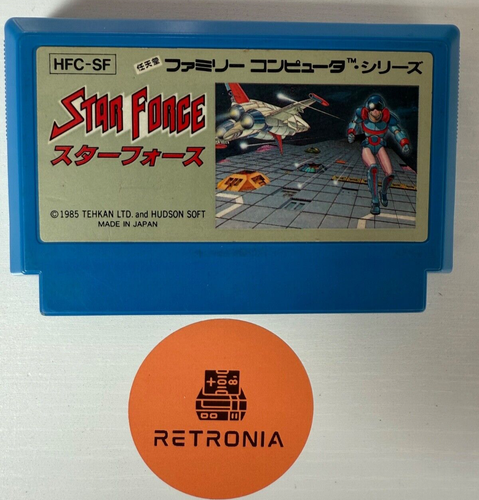 HFC-SF
任天堂 ファミリー コンピュータ™・シリーズ
STAR FORCE
スターフォース
©1985 TEHKAN LTD. and HUDSON SOFT
MADE IN JAPAN
RETRONIA